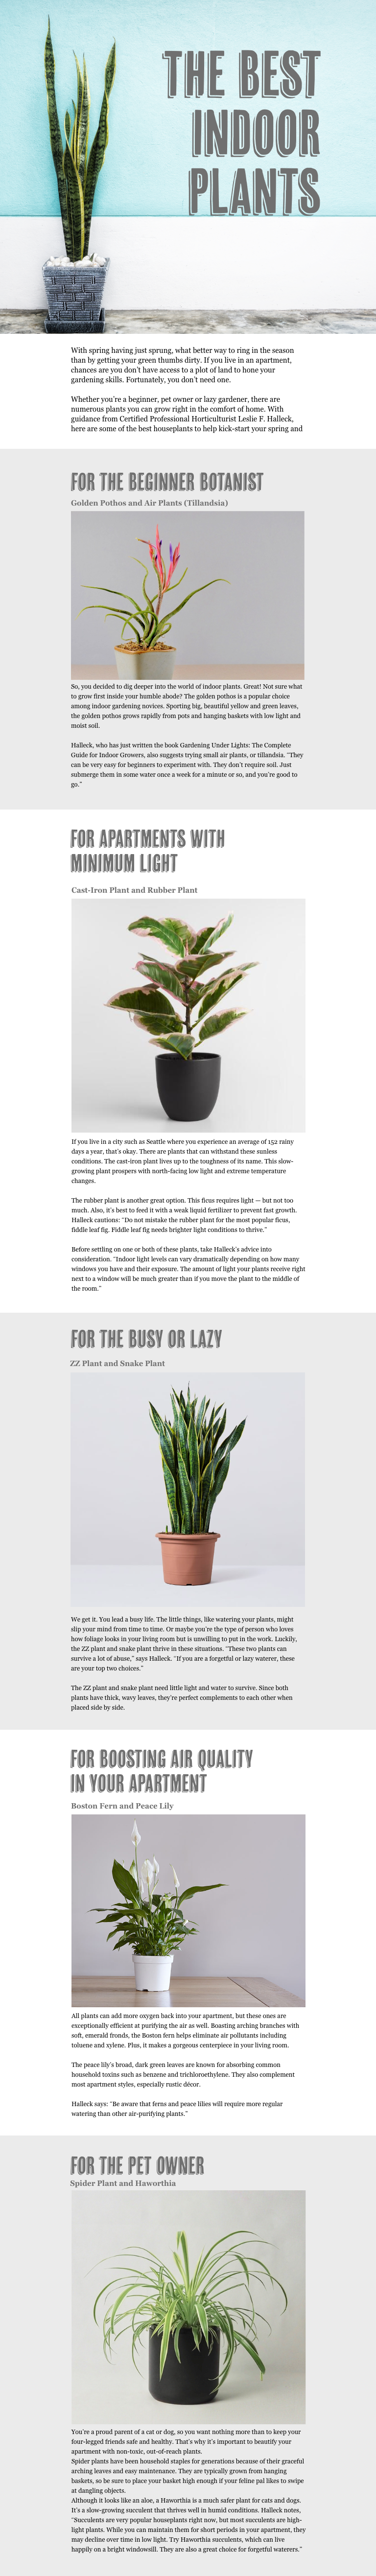 THE BEST
INDOOR
PLANTS
With spring having just sprung, what better way to ring in the season
than by getting your green thumbs dirty. If you live in an apartment,
chances are you don't have access to a plot of land to hone your
gardening skills. Fortunately, you don't need one.
Whether you're a beginner, pet owner or lazy gardener, there are
numerous plants you can grow right in the comfort of home. With
guidance from Certified Professional Horticulturist Leslie F. Halleck,
here are some of the best houseplants to help kick-start your spring and
FOR THE BEGINNER BOTANIST
Golden Pothos and Air Plants (Tillandsia)
So, you decided to dig deeper into the world of indoor plants. Great! Not sure what
to grow first inside your humble abode? The golden pothos is a popular choice
among indoor gardening novices. Sporting big, beautiful yellow and green leaves,
the golden pothos grows rapidly from pots and hanging baskets with low light and
moist soil.
Halleck, who has just written the book Gardening Under Lights: The Complete
Guide for Indoor Growers, also suggests trying small air plants, or tillandsia. "They
can be very easy for beginners to experiment with. They don't require soil. Just
submerge them in some water once a week for a minute or so, and you're good to
go."
FOR APARTMENTS WITH
MINIMUM LIGHT
Cast-Iron Plant and Rubber Plant
If you live in a city such as Seattle where you experience an average of 152 rainy
days a year, that's okay. There are plants that can withstand these sunless
conditions. The cast-iron plant lives up to the toughness of its name. This slow-
growing plant prospers with north-facing low light and extreme temperature
changes.
The rubber plant is another great option. This ficus requires light — but not too
much. Also, it's best to feed it with a weak liquid fertilizer to prevent fast growth.
Halleck cautions: "Do not mistake the rubber plant for the most popular ficus,
fiddle leaf fig. Fiddle leaf fig needs brighter light conditions to thrive."
Before settling on one or both of these plants, take Halleck's advice into
consideration. "Indoor light levels can vary dramatically depending on how many
windows you have and their exposure. The amount of light your plants receive right
next to a window will be much greater than if you move the plant to the middle of
the room."
FOR THE BUSY OR LAZY
ZZ Plant and Snake Plant
We get it. You lead a busy life. The little things, like watering your plants, might
slip your mind from time to time. Or maybe you're the type of person who loves
how foliage looks in your living room but is unwilling to put in the work. Luckily,
the ZZ plant and snake plant thrive in these situations. "These two plants can
survive a lot of abuse," says Halleck. "If you are a forgetful or lazy waterer, these
are your top two choices."
The ZZ plant and snake plant need little light and water to survive. Since both
plants have thick, wavy leaves, they're perfect complements to each other when
placed side by side.
FOR BOOSTING AIR QUALITY
IN YOUR APARTMENT
Boston Fern and Peace Lily
All plants can add more oxygen back into your apartment, but these ones are
exceptionally efficient at purifying the air as well. Boasting arching branches with
soft, emerald fronds, the Boston fern helps eliminate air pollutants including
toluene and xylene. Plus, it makes a gorgeous centerpiece in your living room.
The peace lily's broad, dark green leaves are known for absorbing common
household toxins such as benzene and trichloroethylene. They also complement
most apartment styles, especially rustic décor.
Halleck says: "Be aware that ferns and peace lilies will require more regular
watering than other air-purifying plants."
FOR THE PET OWNER
Spider Plant and Haworthia
You're a proud parent of a cat or dog, so you want nothing more than to keep your
four-legged friends safe and healthy. That's why it's important to beautify your
apartment with non-toxic, out-of-reach plants.
Spider plants have been household staples for generations because of their graceful
arching leaves and easy maintenance. They are typically grown from hanging
baskets, so be sure to place your basket high enough if your feline pal likes to swipe
at dangling objects.
Although it looks like an aloe, a Haworthia is a much safer plant for cats and dogs.
It's a slow-growing succulent that thrives well in humid conditions. Halleck notes,
"Succulents are very popular houseplants right now, but most succulents are high-
light plants. While you can maintain them for short periods in your apartment, they
may decline over time in low light. Try Haworthia succulents, which can live
happily on a bright windowsill. They are also a great choice for forgetful waterers."